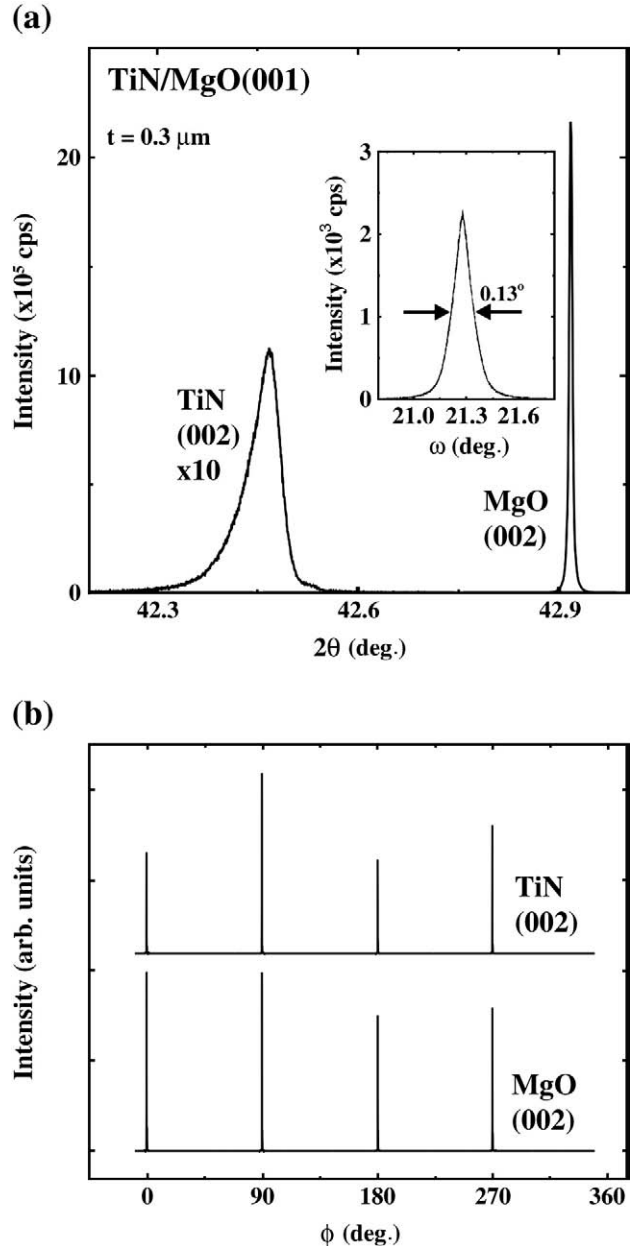 (a)
TiN/MgO(001)
t = 0.3 μm
Intensity (x10⁵ cps)
20
10
0
TiN
(002)
x10
MgO
(002)
42.3
42.6
42.9
2θ (deg.)
Intensity (x10³ cps)
3
2
1
0
0.13°
21.0
21.3
21.6
ω (deg.)
(b)
Intensity (arb. units)
TiN
(002)
MgO
(002)
0
90
180
270
360
ϕ (deg.)